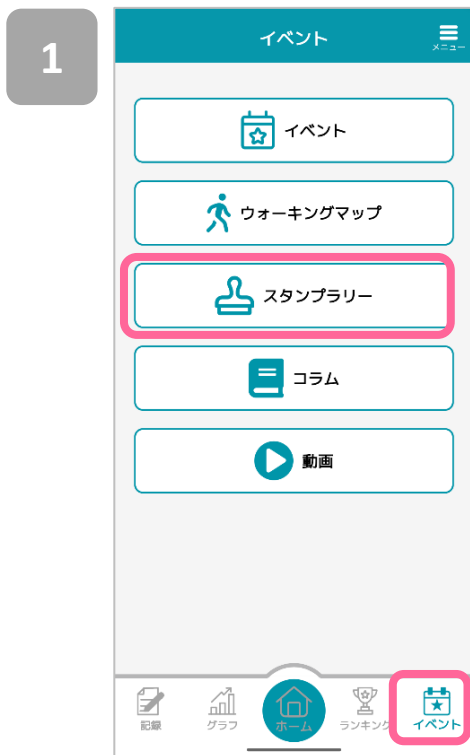 1
イベント
メニュー
イベント
ウォーキングマップ
スタンプラリー
コラム
動画
記録
グラフ
ホーム
ランキング
イベント